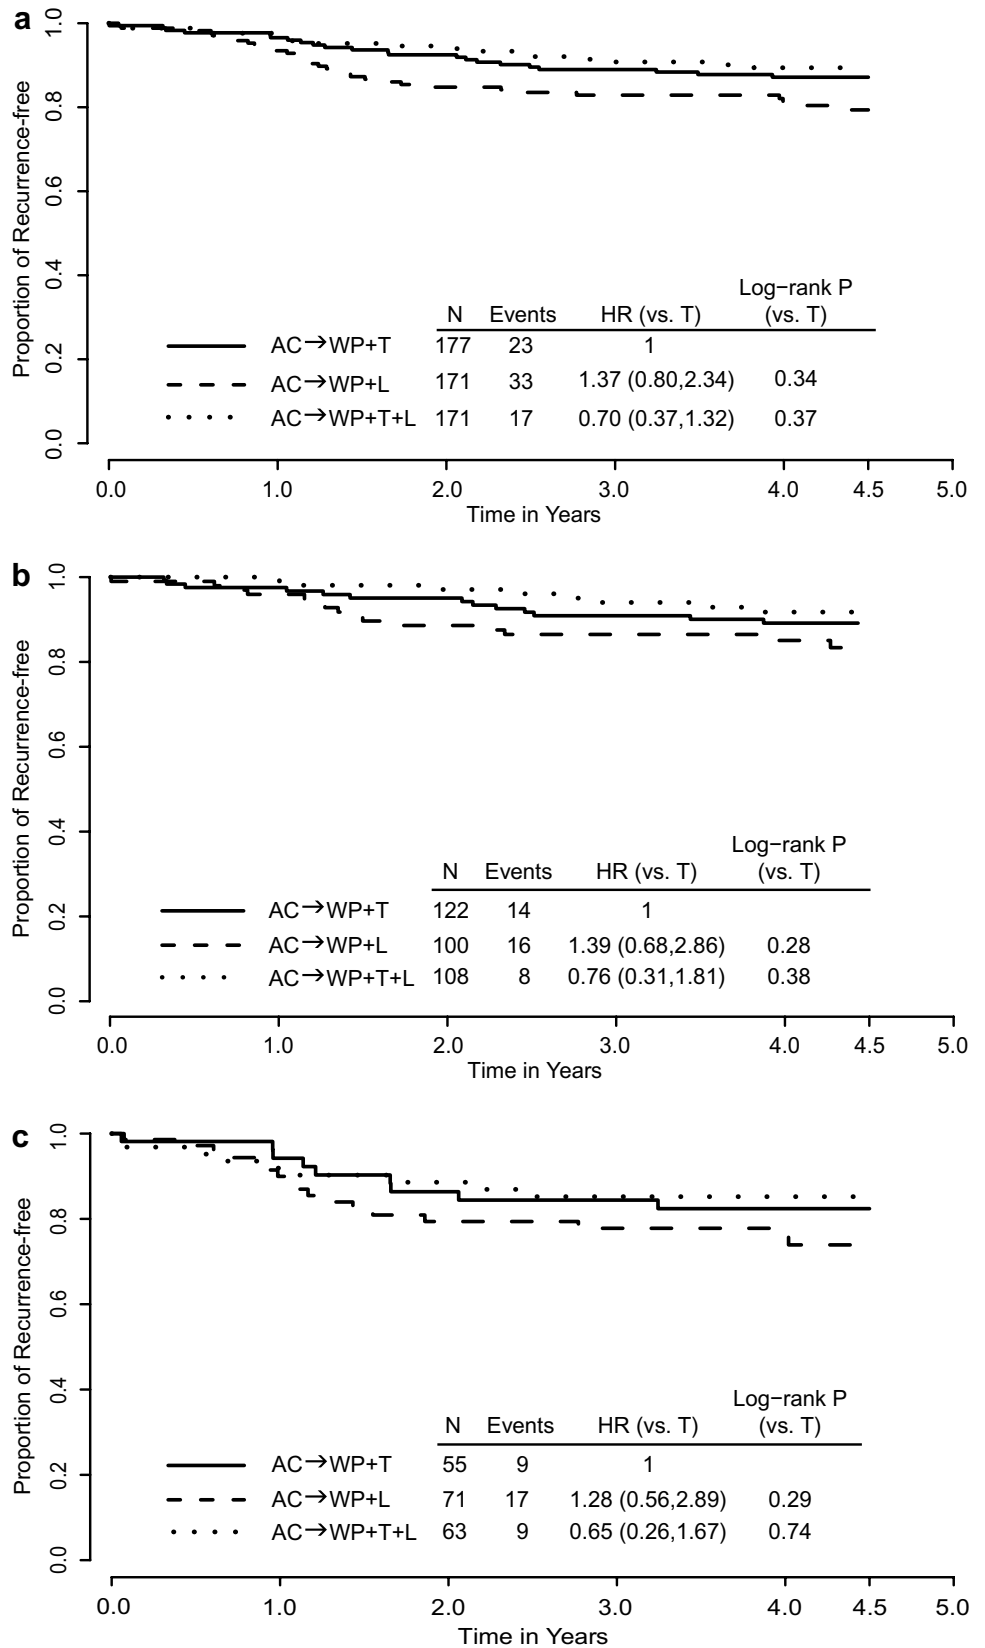 a
Proportion of Recurrence-free
1.0
0.8
0.6
0.4
0.2
0.0
Log−rank P
N Events HR (vs. T) (vs. T)
AC→WP+T 177 23 1
AC→WP+L 171 33 1.37 (0.80,2.34) 0.34
AC→WP+T+L 171 17 0.70 (0.37,1.32) 0.37
0.0 1.0 2.0 3.0 4.0 4.5 5.0
Time in Years
b
Proportion of Recurrence-free
1.0
0.8
0.6
0.4
0.2
0.0
Log−rank P
N Events HR (vs. T) (vs. T)
AC→WP+T 122 14 1
AC→WP+L 100 16 1.39 (0.68,2.86) 0.28
AC→WP+T+L 108 8 0.76 (0.31,1.81) 0.38
0.0 1.0 2.0 3.0 4.0 4.5 5.0
Time in Years
c
Proportion of Recurrence-free
1.0
0.8
0.6
0.4
0.2
0.0
Log−rank P
N Events HR (vs. T) (vs. T)
AC→WP+T 55 9 1
AC→WP+L 71 17 1.28 (0.56,2.89) 0.29
AC→WP+T+L 63 9 0.65 (0.26,1.67) 0.74
0.0 1.0 2.0 3.0 4.0 4.5 5.0
Time in Years